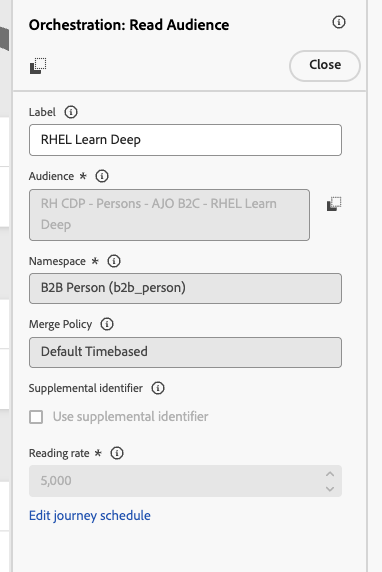 Orchestration: Read Audience
Close
Label
RHEL Learn Deep
Audience *
RH CDP - Persons - AJO B2C - RHEL Learn
Deep
Namespace *
B2B Person (b2b_person)
Merge Policy
Default Timebased
Supplemental identifier
Use supplemental identifier
Reading rate *
5,000
Edit journey schedule